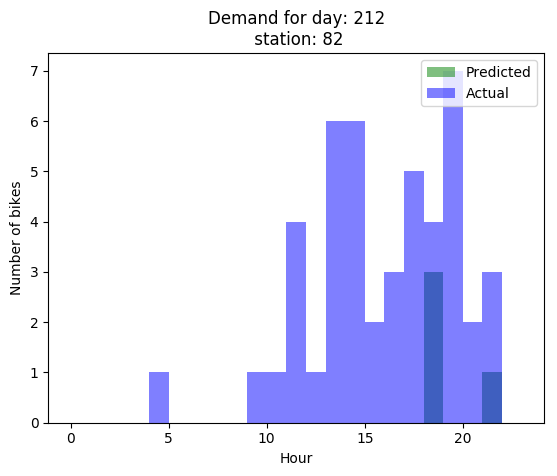 Demand for day: 212
station: 82
Predicted
Actual
7
6
5
4
3
2
1
0
Number of bikes
0 5 10 15 20
Hour